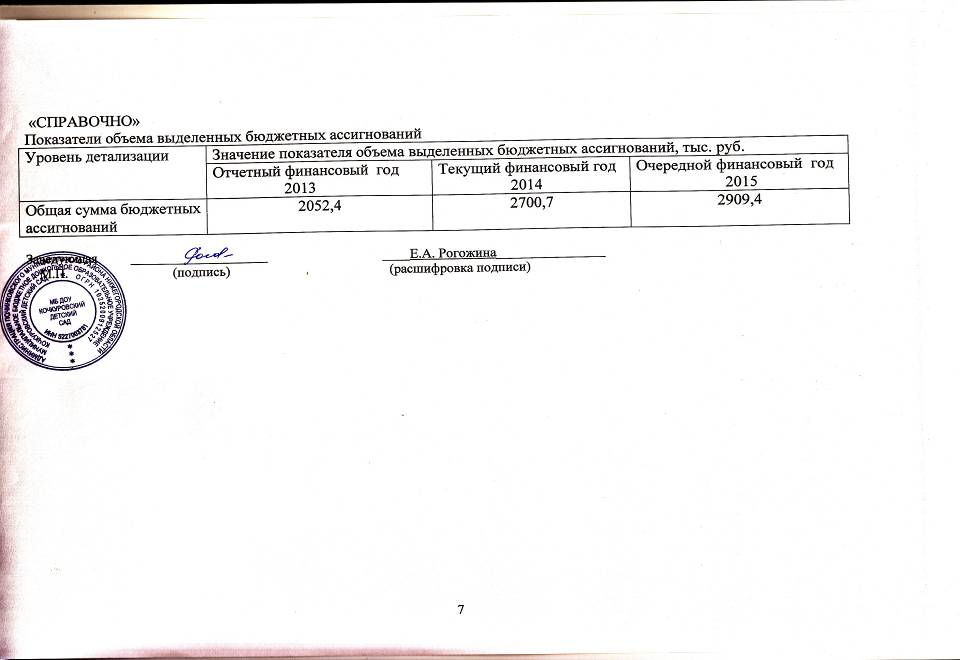 «СПРАВОЧНО»
Показатели объема выделенных бюджетных ассигнований
Уровень детализации
Значение показателя объема выделенных бюджетных ассигнований, тыс. руб.
Отчетный финансовый год
2013
Текущий финансовый год
2014
Очередной финансовый год
2015
Общая сумма бюджетных
ассигнований
2052,4
2700,7
2909,4
Заведующая
Е.А. Рогожина
М.П.
(подпись)
(расшифровка подписи)
МБ ДОУ
КОЧКУРОВСКИЙ
ДЕТСКИЙ
САД
7